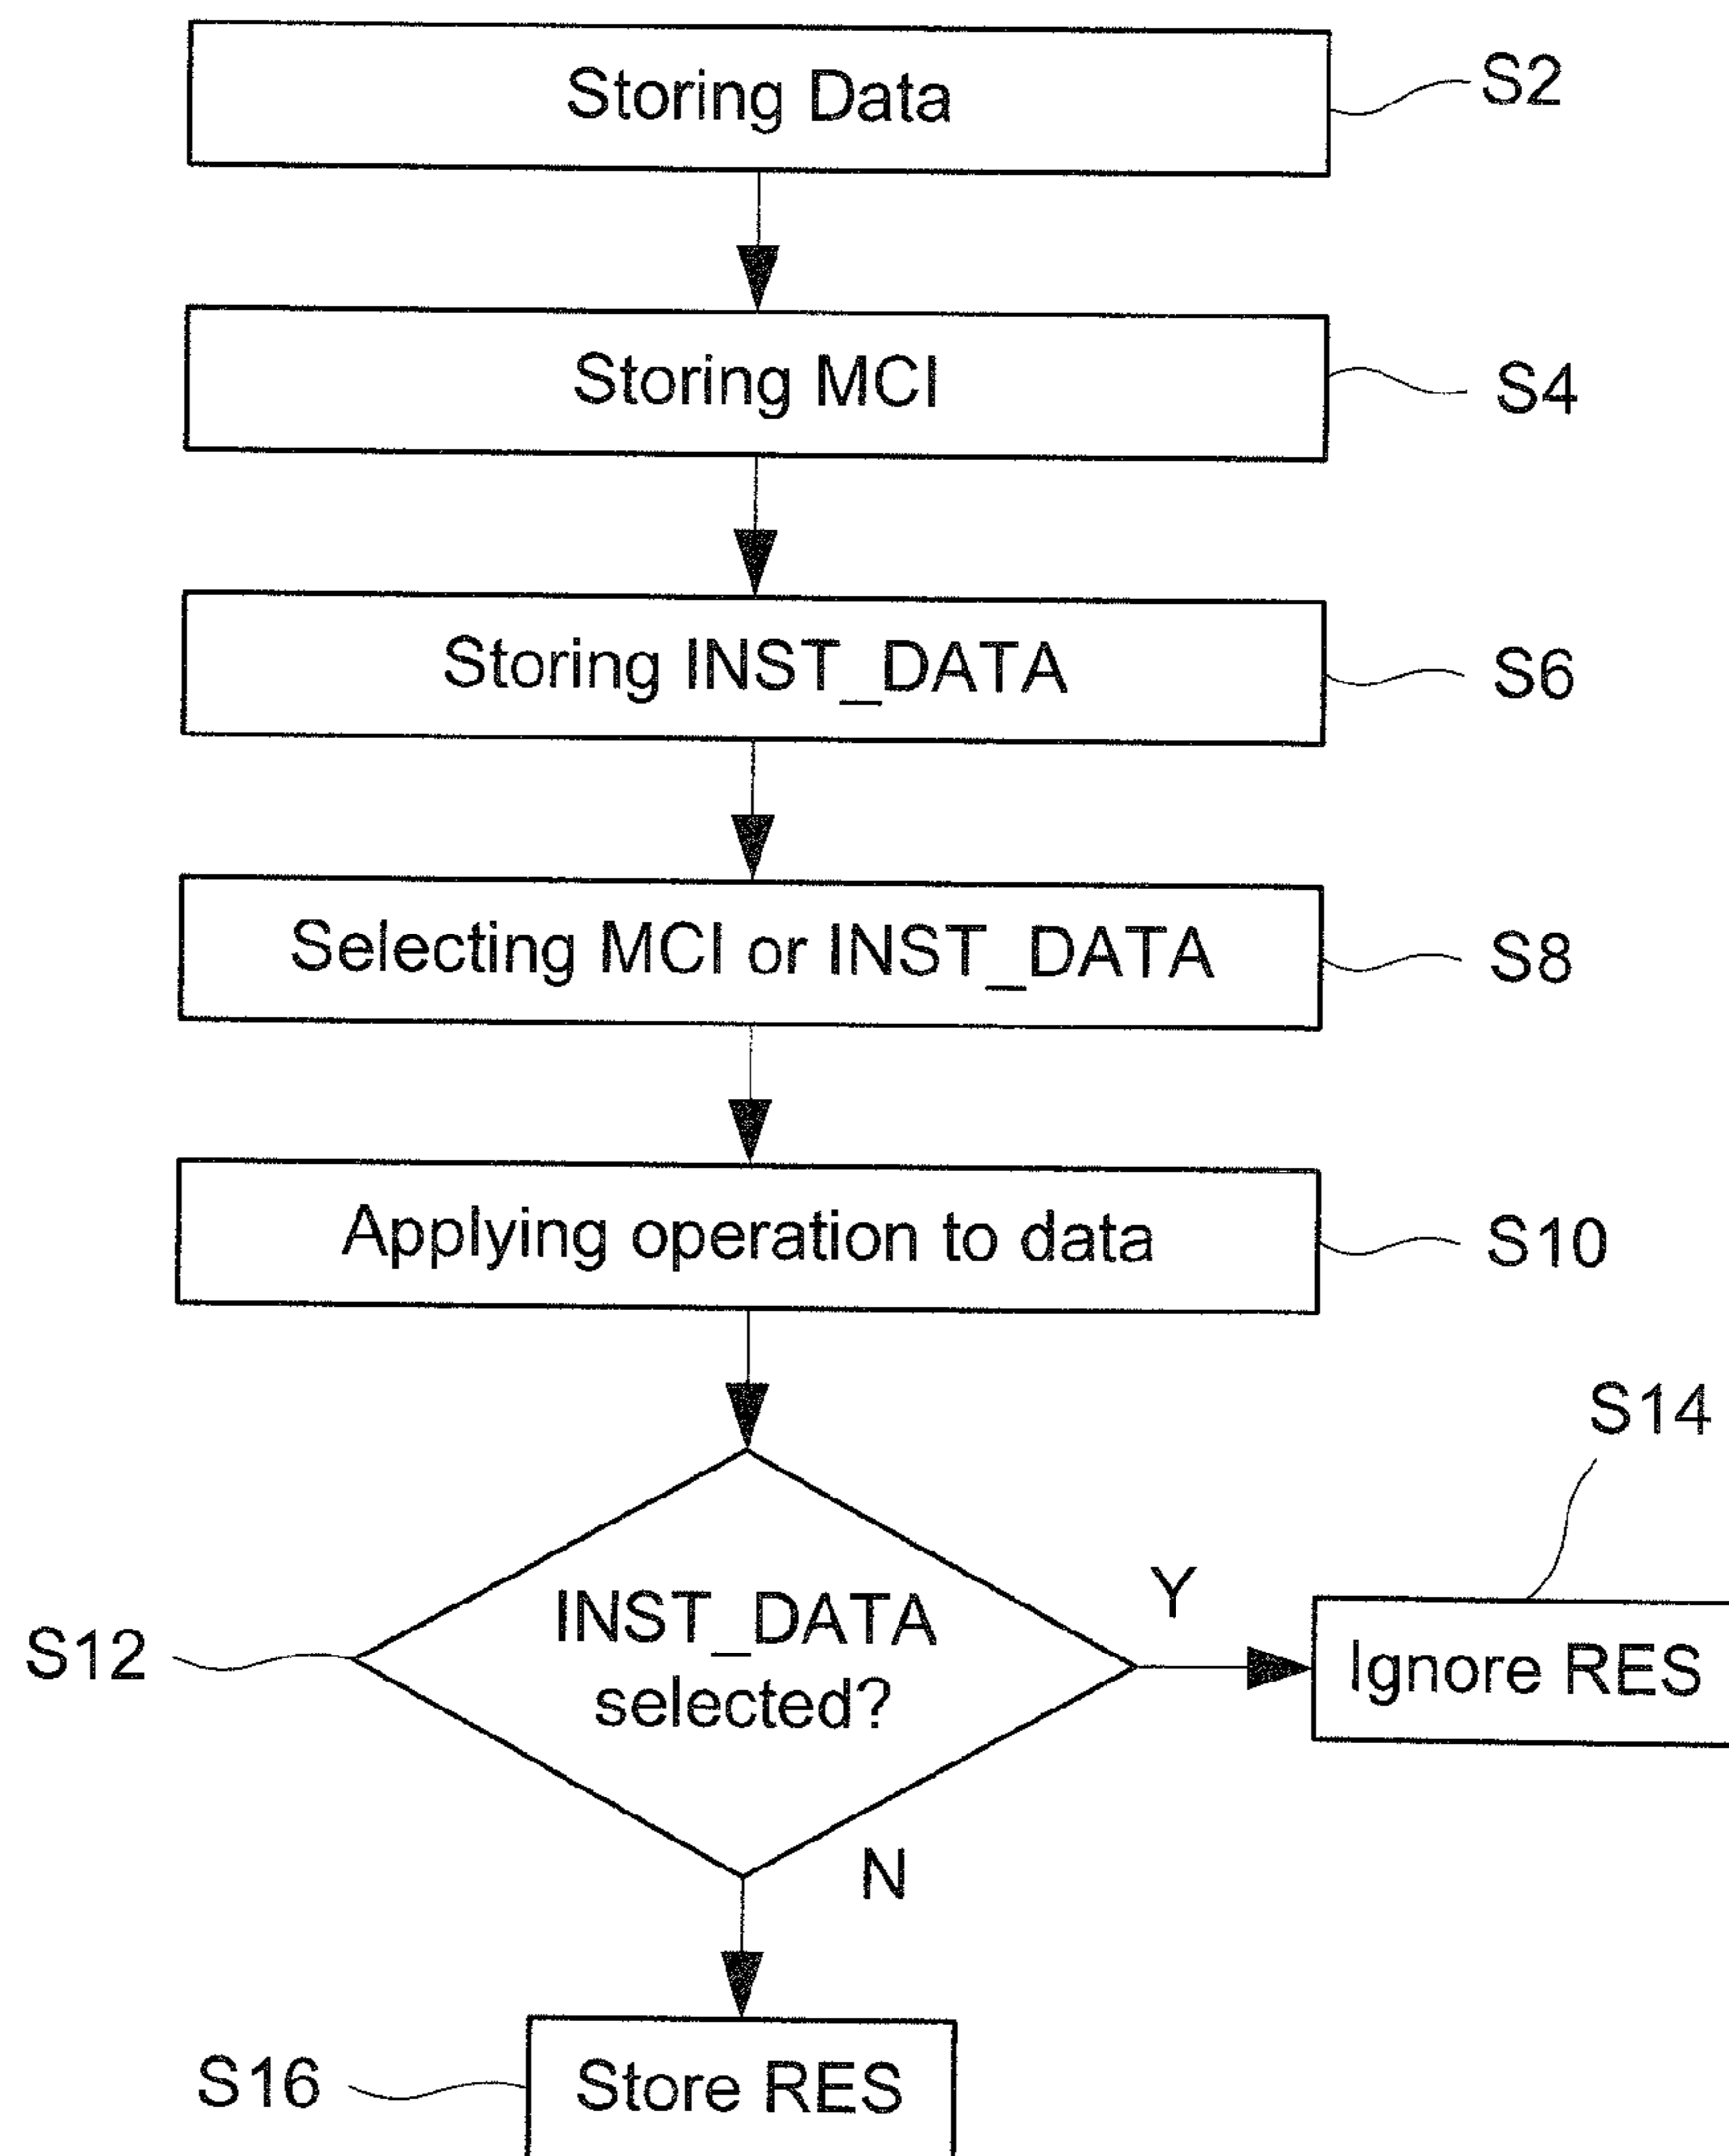 Storing Data
S2
Storing MCI
S4
Storing INST_DATA
S6
Selecting MCI or INST_DATA
S8
Applying operation to data
S10
S14
S12
INST_DATA
selected?
Y
Ignore RES
N
S16
Store RES